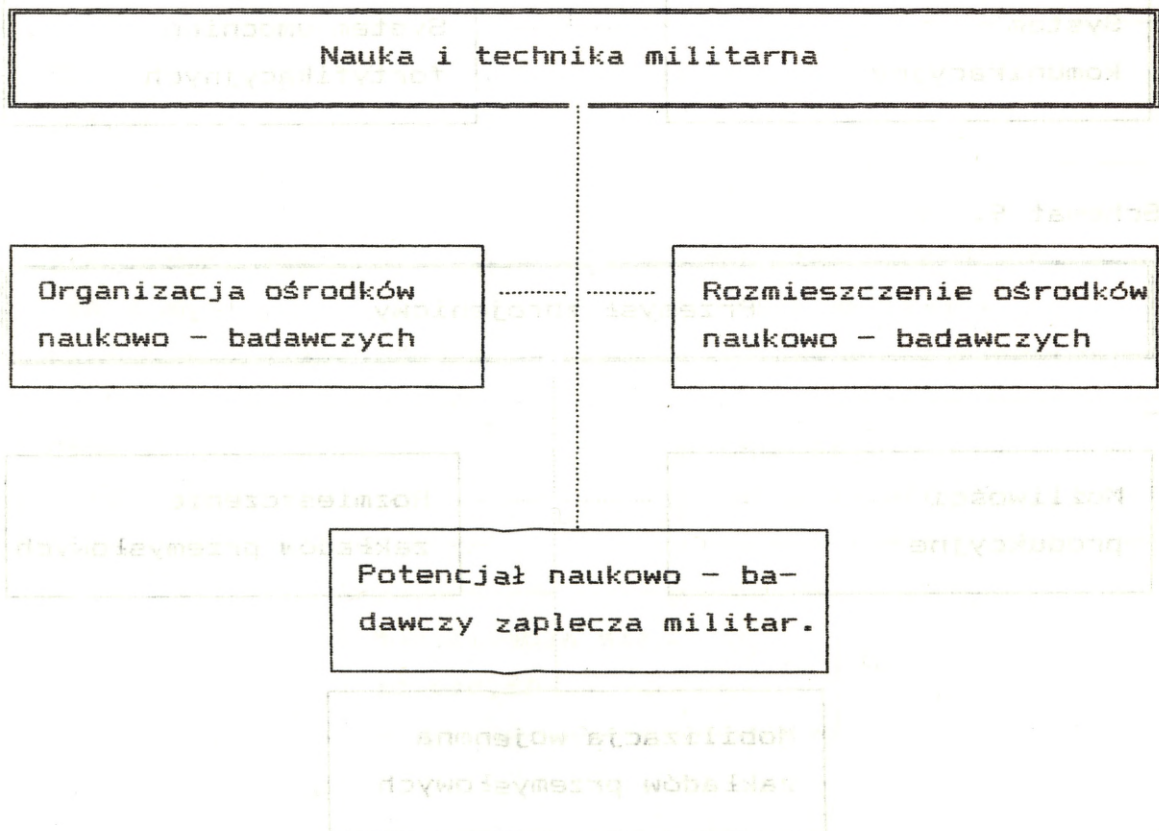 Nauka i technika militarna
Organizacja ośrodków
naukowo - badawczych
Rozmieszczenie ośrodków
naukowo - badawczych
Potencjał naukowo - ba-
dawczy zaplecza militar.